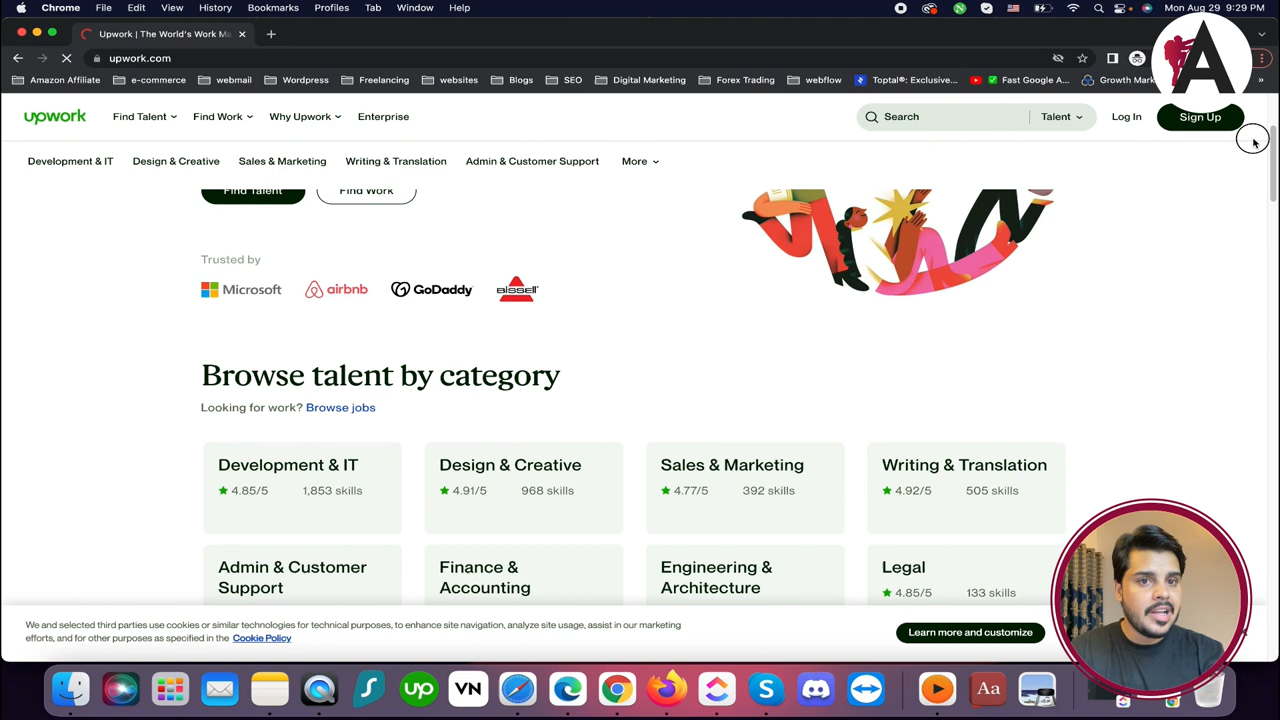 Chrome File Edit View History Bookmarks Profiles Tab Window Help Mon Aug 29 9:29 PM
Upwork | The World's Work Ma
upwork.com
Amazon Affiliate e-commerce webmail Wordpress Freelancing websites Blogs SEO Digital Marketing Forex Trading webflow Toptal®: Exclusive... Fast Google A... Growth Mark
upwork Find Talent Find Work Why Upwork Enterprise Search Talent Log In Sign Up
Development & IT Design & Creative Sales & Marketing Writing & Translation Admin & Customer Support More
Find Talent Find Work
Trusted by
Microsoft airbnb GoDaddy BISSELL
Browse talent by category
Looking for work? Browse jobs
Development & IT Design & Creative Sales & Marketing Writing & Translation
4.85/5 1,853 skills 4.91/5 968 skills 4.77/5 392 skills 4.92/5 505 skills
Admin & Customer
Support
Finance &
Accounting
Engineering &
Architecture
Legal
4.85/5 133 skills
We and selected third parties use cookies or similar technologies for technical purposes, to enhance site navigation, analyze site usage, assist in our marketing
efforts, and for other purposes as specified in the Cookie Policy
Learn more and customize
up VN Aa